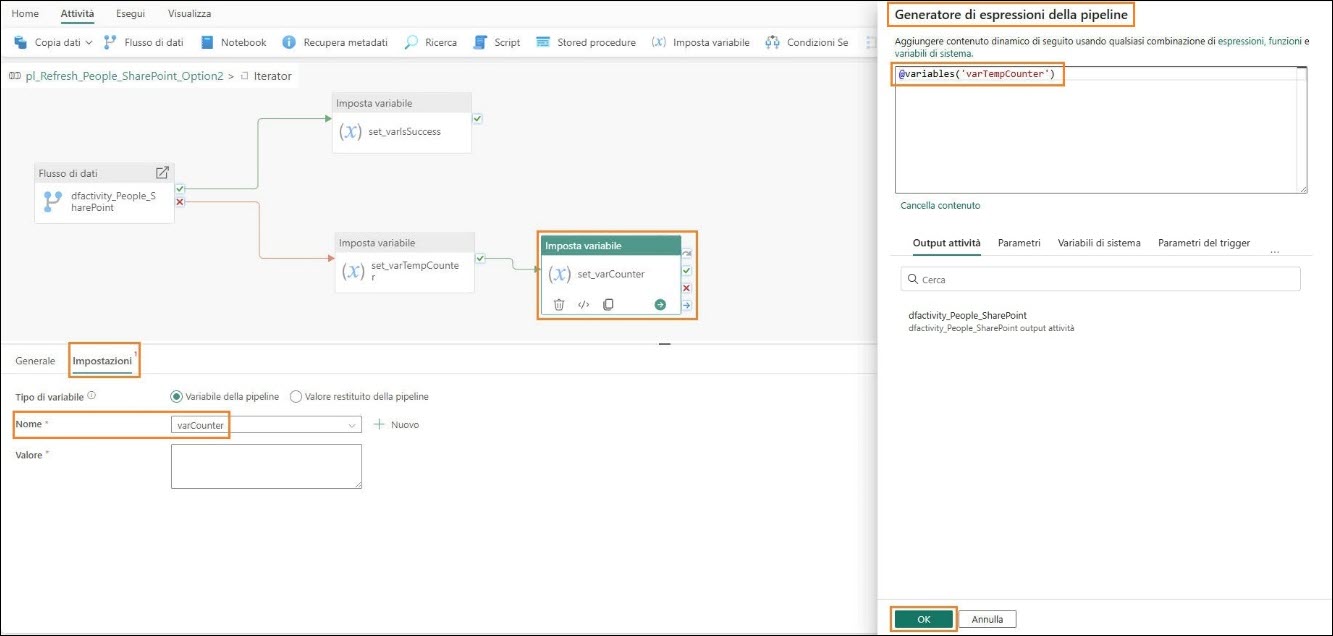 Home Attività Esegui Visualizza
Copia dati Flusso di dati Notebook Recupera metadati Ricerca Script Stored procedure (x) Imposta variabile Condizioni Se
pl_Refresh_People_SharePoint_Option2 > Iterator
Imposta variabile
(x) set_varIsSuccess
Flusso di dati
dfactivity_People_S
harePoint
Imposta variabile
(x) set_varTempCounte
r
Imposta variabile
(x) set_varCounter
</>
Generale Impostazioni 1
Tipo di variabile Variabile della pipeline Valore restituito della pipeline
Nome * varCounter + Nuovo
Valore *
Generatore di espressioni della pipeline
Aggiungere contenuto dinamico di seguito usando qualsiasi combinazione di espressioni, funzioni e
variabili di sistema.
@variables('varTempCounter')
Cancella contenuto
Output attività Parametri Variabili di sistema Parametri del trigger ...
Cerca
dfactivity_People_SharePoint
dfactivity_People_SharePoint output attività
OK Annulla